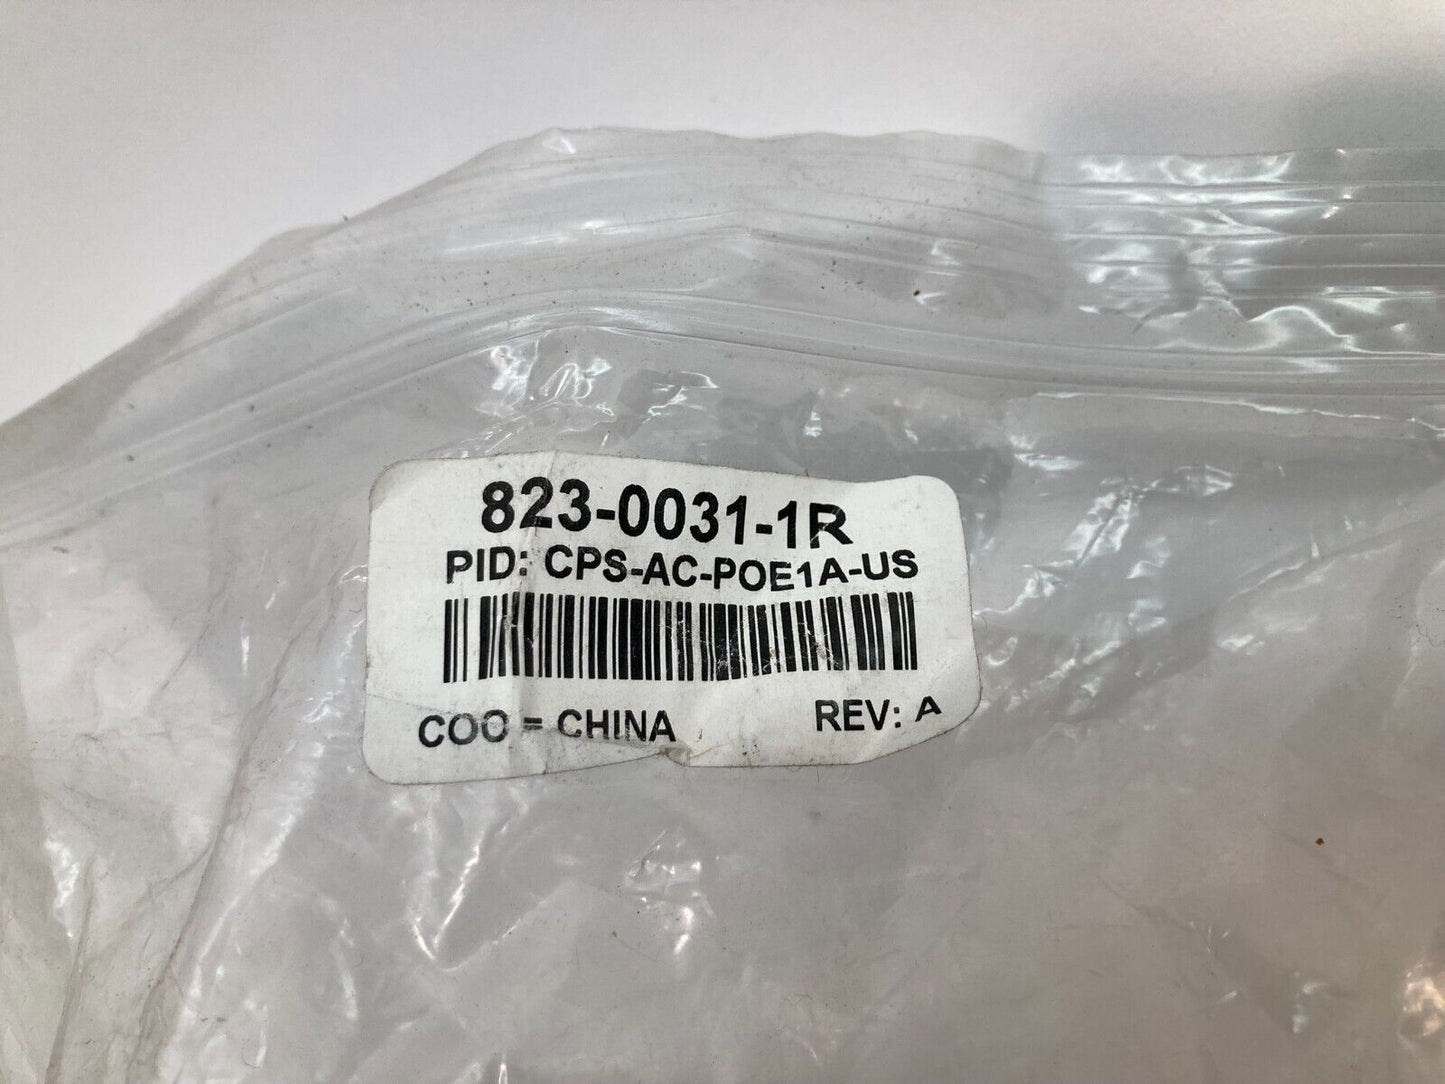 823-0031-1R
PID: CPS-AC-POE1A-US
COO = CHINA
REV: A